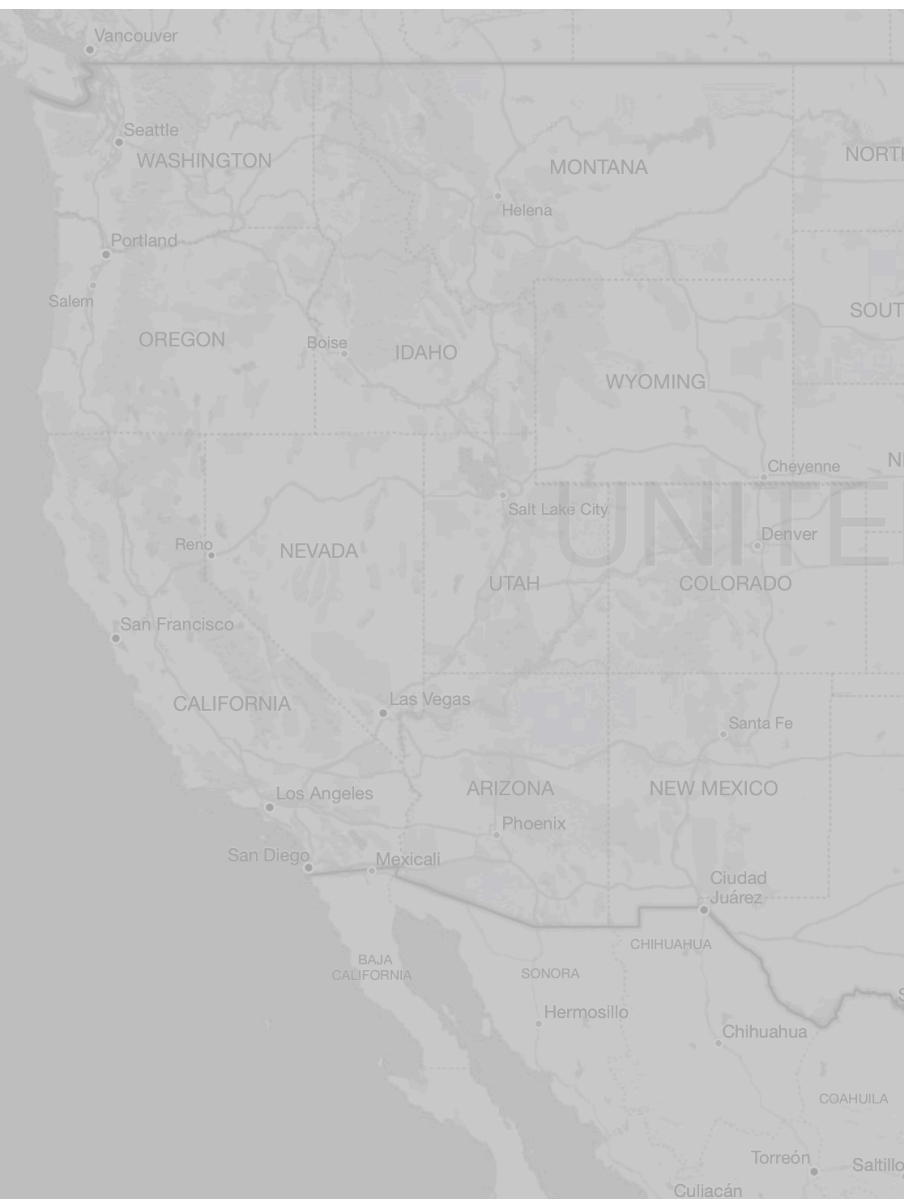 Vancouver
Seattle
WASHINGTON
MONTANA
NORT
Helena
Portland
Salem
SOUT
OREGON
Boise
IDAHO
WYOMING
Cheyenne
N
Salt Lake City
UNITE
Denver
Reno
NEVADA
UTAH
COLORADO
San Francisco
CALIFORNIA
Las Vegas
Santa Fe
Los Angeles
ARIZONA
NEW MEXICO
Phoenix
San Diego
Mexicali
Ciudad
Juárez
CHIHUAHUA
BAJA
CALIFORNIA
SONORA
S
Hermosillo
Chihuahua
COAHUILA
Torreón
Saltillo
Culiacán